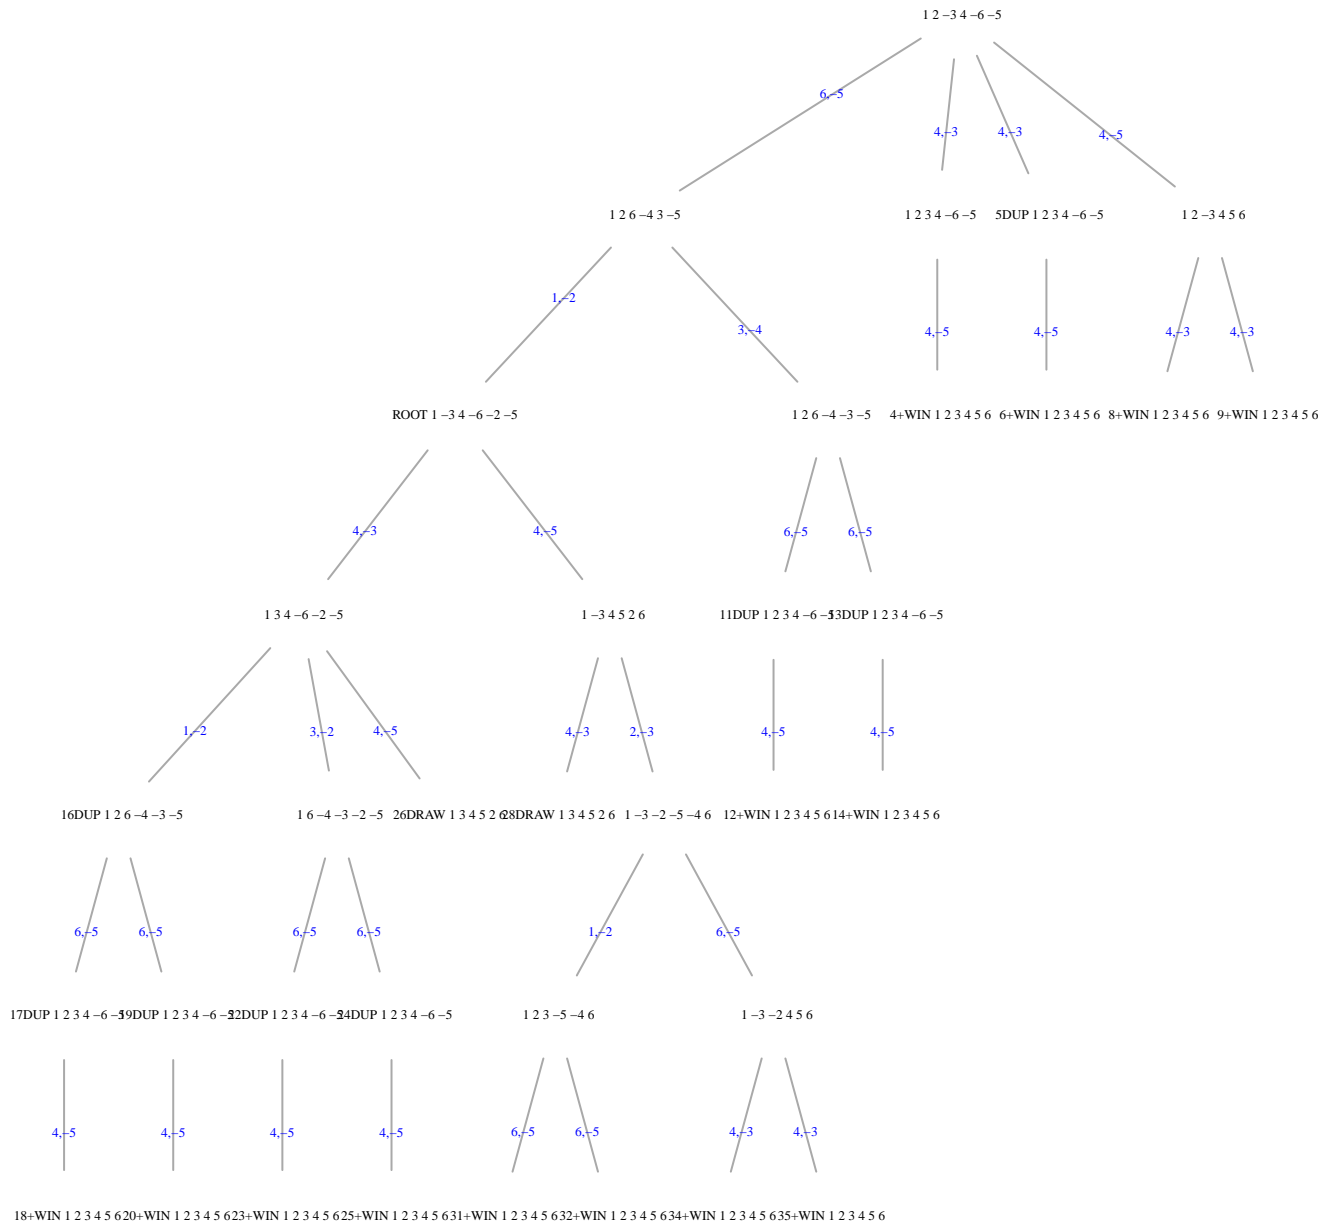 1 2 −3 4 −6 −5
6,−5
4,−3 4,−3 4,−5
1 2 6 −4 3 −5 1 2 3 4 −6 −5 5DUP 1 2 3 4 −6 −5 1 2 −3 4 5 6
1,−2
3,−4 4,−5 4,−5 4,−3 4,−3
ROOT 1 −3 4 −6 −2 −5 1 2 6 −4 −3 −5 4+WIN 1 2 3 4 5 6 6+WIN 1 2 3 4 5 6 8+WIN 1 2 3 4 5 6 9+WIN 1 2 3 4 5 6
4,−3 4,−5 6,−5 6,−5
1 3 4 −6 −2 −5 1 −3 4 5 2 6 11DUP 1 2 3 4 −6 −5 13DUP 1 2 3 4 −6 −5
1,−2 3,−2 4,−5 4,−3 2,−3 4,−5 4,−5
16DUP 1 2 6 −4 −3 −5 1 6 −4 −3 −2 −5 26DRAW 1 3 4 5 2 6 28DRAW 1 3 4 5 2 6 1 −3 −2 −5 −4 6 12+WIN 1 2 3 4 5 6 14+WIN 1 2 3 4 5 6
6,−5 6,−5 6,−5 6,−5 1,−2 6,−5
17DUP 1 2 3 4 −6 −5 19DUP 1 2 3 4 −6 −5 22DUP 1 2 3 4 −6 −5 24DUP 1 2 3 4 −6 −5 1 2 3 −5 −4 6 1 −3 −2 4 5 6
4,−5 4,−5 4,−5 4,−5 6,−5 6,−5 4,−3 4,−3
18+WIN 1 2 3 4 5 6 20+WIN 1 2 3 4 5 6 23+WIN 1 2 3 4 5 6 25+WIN 1 2 3 4 5 6 31+WIN 1 2 3 4 5 6 32+WIN 1 2 3 4 5 6 34+WIN 1 2 3 4 5 6 35+WIN 1 2 3 4 5 6